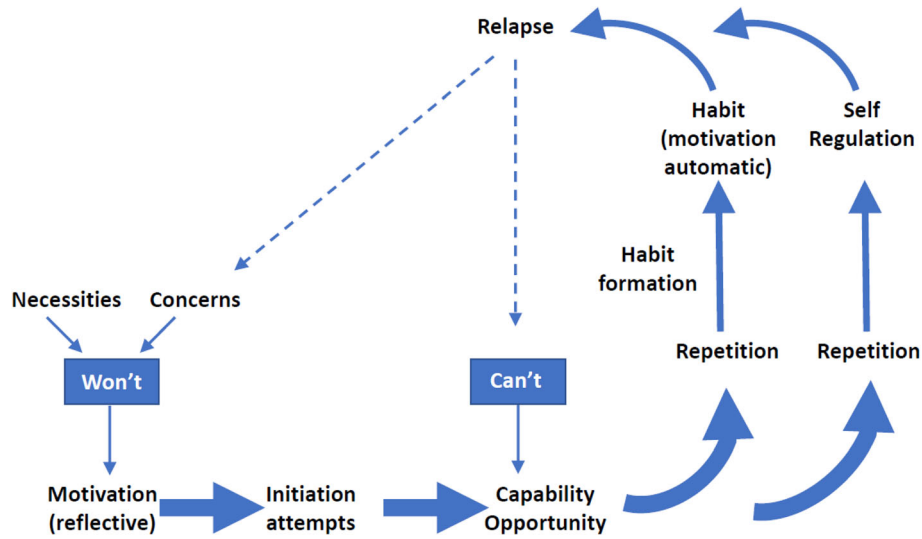 Relapse
Habit
(motivation
automatic)
Self
Regulation
Habit
formation
Necessities
Concerns
Repetition
Repetition
Won't
Can't
Motivation
(reflective)
Initiation
attempts
Capability
Opportunity